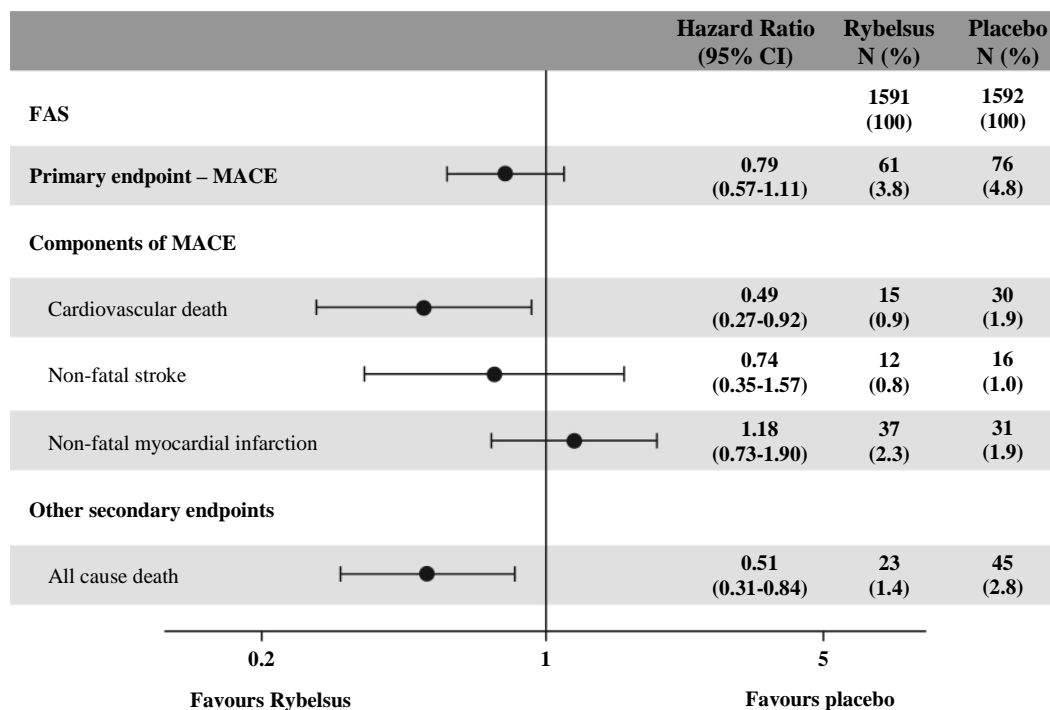 Hazard Ratio Rybelsus Placebo
(95% CI) N (%) N (%)
FAS 1591 1592
(100) (100)
Primary endpoint – MACE 0.79 61 76
(0.57-1.11) (3.8) (4.8)
Components of MACE
Cardiovascular death 0.49 15 30
(0.27-0.92) (0.9) (1.9)
Non-fatal stroke 0.74 12 16
(0.35-1.57) (0.8) (1.0)
Non-fatal myocardial infarction 1.18 37 31
(0.73-1.90) (2.3) (1.9)
Other secondary endpoints
All cause death 0.51 23 45
(0.31-0.84) (1.4) (2.8)
0.2 1 5
Favours Rybelsus Favours placebo